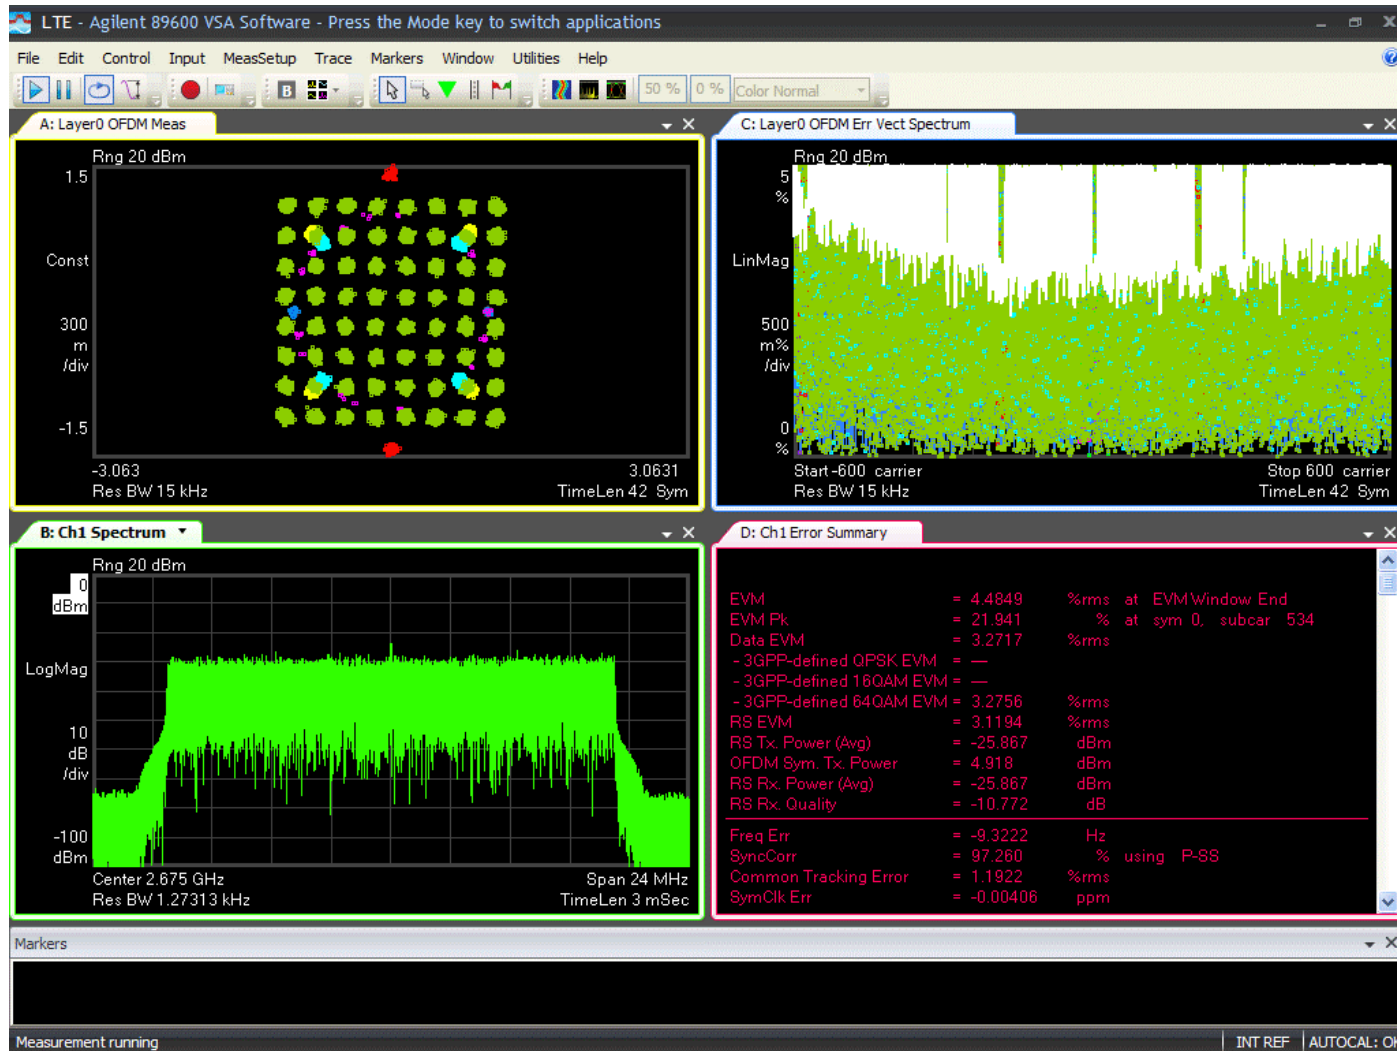 LTE - Agilent 89600 VSA Software - Press the Mode key to switch applications
File Edit Control Input MeasSetup Trace Markers Window Utilities Help
B 50 % 0 % Color Normal
A: Layer0 OFDM Meas
Rng 20 dBm
1.5
Const
300
m
/div
-1.5
-3.063 3.0631
Res BW 15 kHz TimeLen 42 Sym
C: Layer0 OFDM Err Vect Spectrum
Rng 20 dBm
5
%
LinMag
500
m%
/div
0
%
Start -600 carrier Stop 600 carrier
Res BW 15 kHz TimeLen 42 Sym
B: Ch1 Spectrum
Rng 20 dBm
0
dBm
LogMag
10
dB
/div
-100
dBm
Center 2.675 GHz Span 24 MHz
Res BW 1.27313 kHz TimeLen 3 mSec
D: Ch1 Error Summary
EVM = 4.4849 %rms at EVM Window End
EVM Pk = 21.941 % at sym 0, subcar 534
Data EVM = 3.2717 %rms
- 3GPP-defined QPSK EVM = —
- 3GPP-defined 16QAM EVM = —
- 3GPP-defined 64QAM EVM = 3.2756 %rms
RS EVM = 3.1194 %rms
RS Tx. Power (Avg) = -25.867 dBm
OFDM Sym. Tx. Power = 4.918 dBm
RS Rx. Power (Avg) = -25.867 dBm
RS Rx. Quality = -10.772 dB
Freq Err = -9.3222 Hz
SyncCorr = 97.260 % using P-SS
Common Tracking Error = 1.1922 %rms
SymClk Err = -0.00406 ppm
Markers
Measurement running INT REF AUTOCAL: